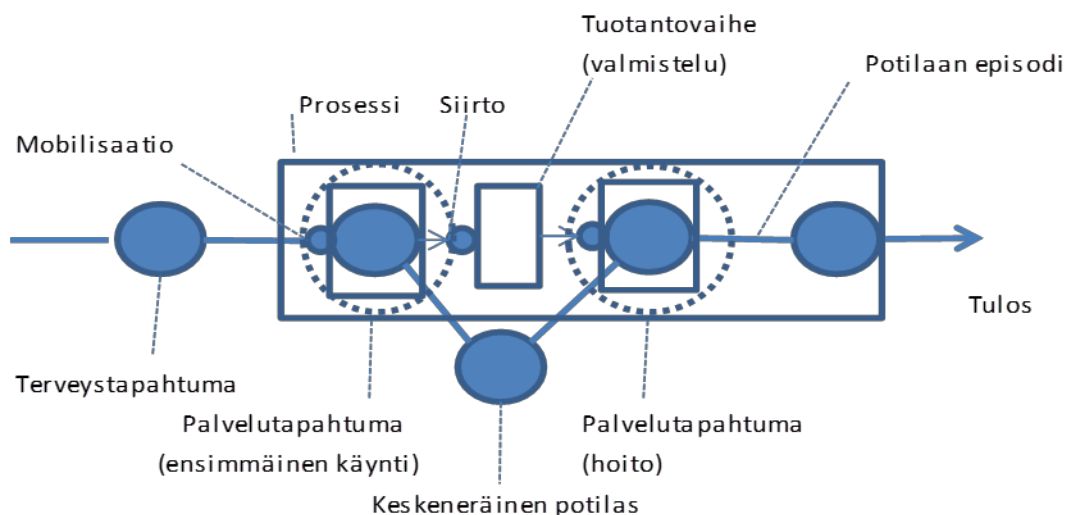 Tuotantovaihe
(valmistelu)
Potilaan episodi
Prosessi
Siirto
Mobilisaatio
Tulos
Terveystapahtuma
Palvelutapahtuma
(ensimmäinen käynti)
Palvelutapahtuma
(hoito)
Keskeneräinen potilas